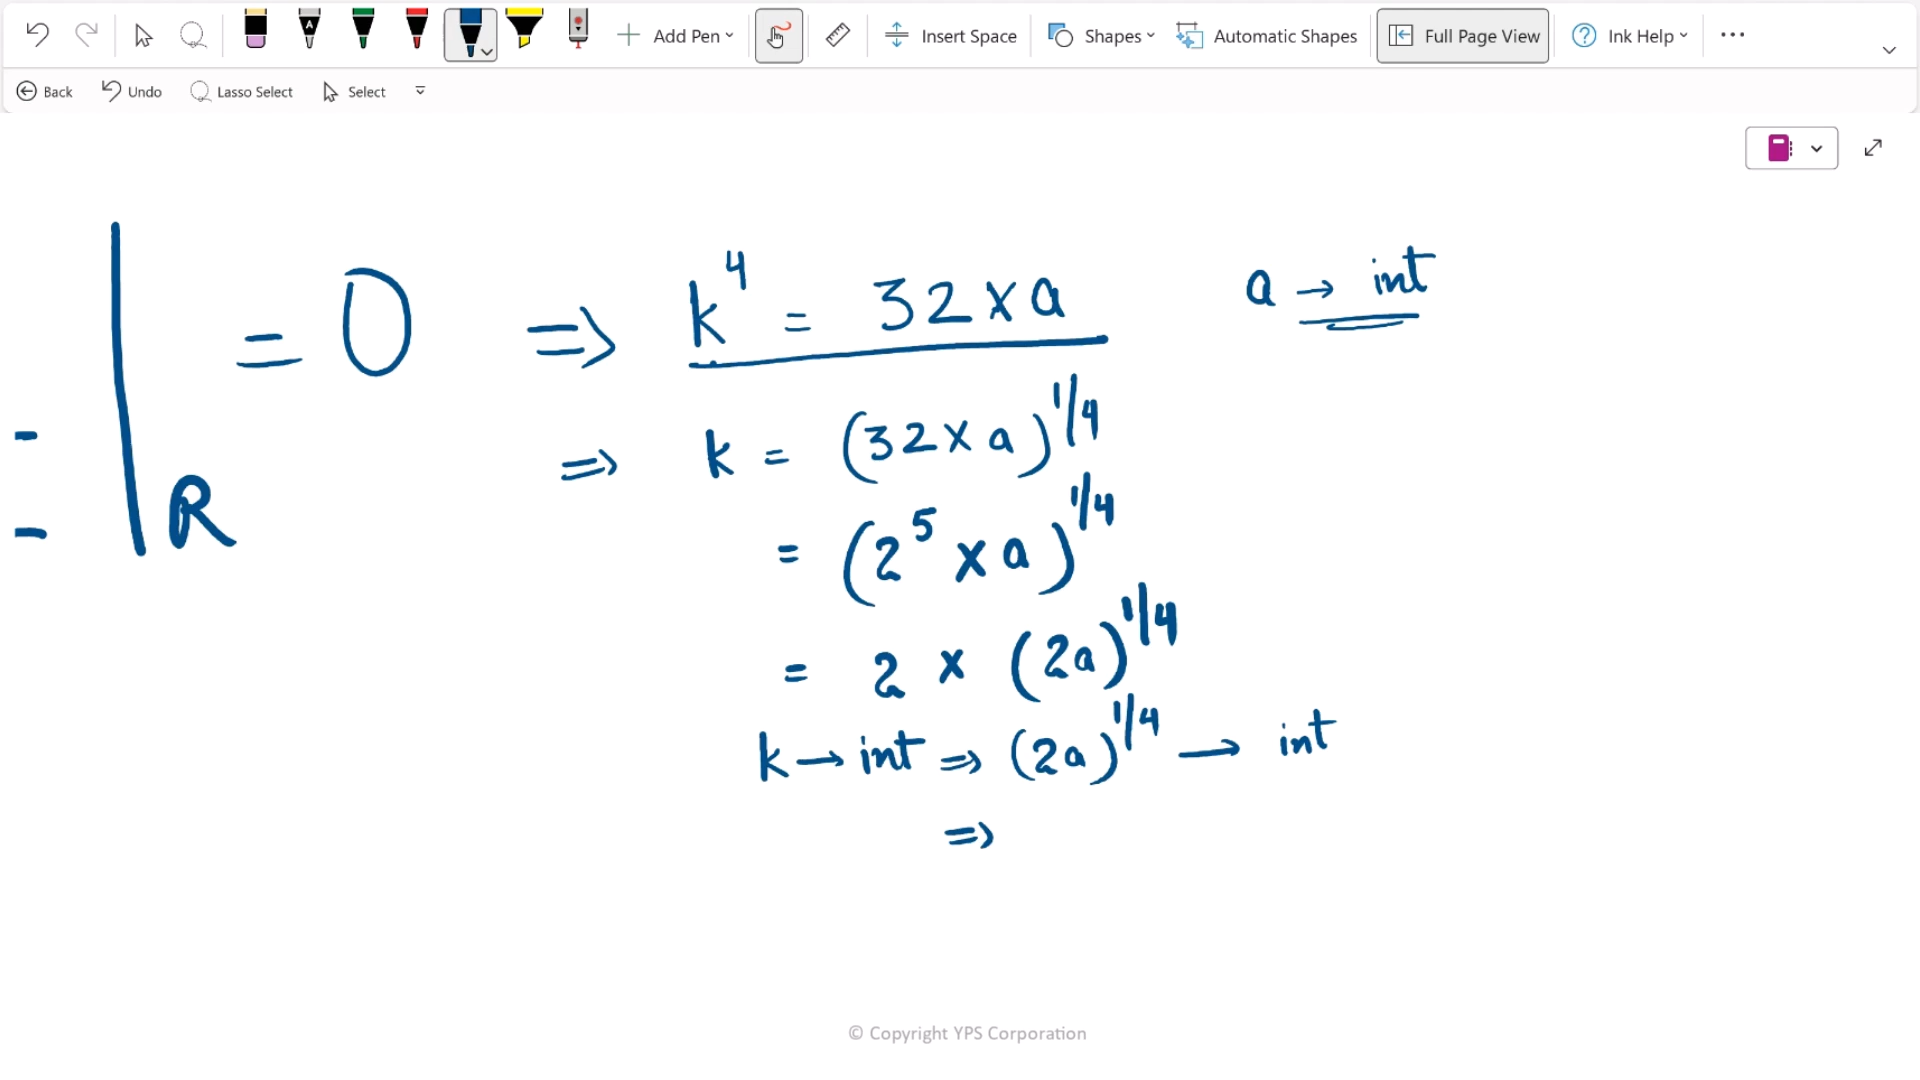 Add Pen Insert Space Shapes Automatic Shapes Full Page View Ink Help
Back Undo Lasso Select Select
= 0 ⇒ k⁴ = 32 × a a → int
⇒ k = (32 × a)^1/4
R
= (2⁵ × a)^1/4
= 2 × (2a)^1/4
k → int ⇒ (2a)^1/4 → int
⇒
© Copyright YPS Corporation